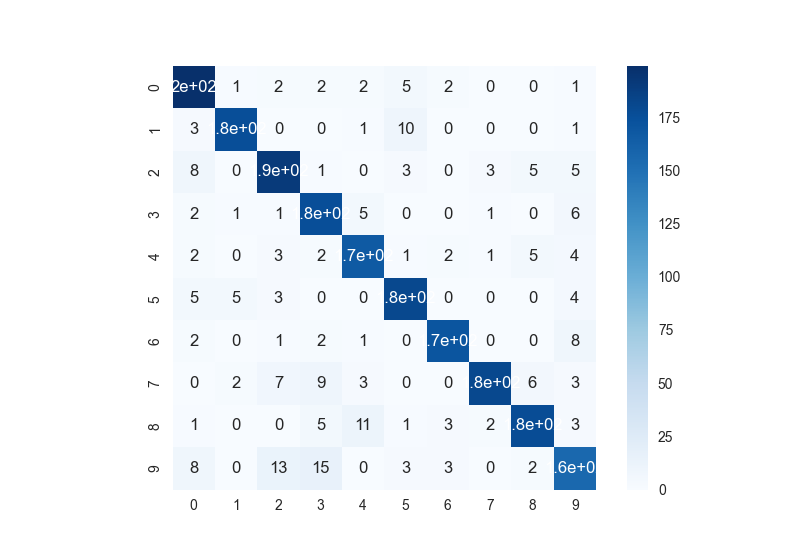 0 2e+02 1 2 2 2 5 2 0 0 1
1 3 .8e+0 0 0 1 10 0 0 0 1
2 8 0 .9e+0 1 0 3 0 3 5 5
3 2 1 1 .8e+0 5 0 0 1 0 6
4 2 0 3 2 .7e+0 1 2 1 5 4
5 5 5 3 0 0 .8e+0 0 0 0 4
6 2 0 1 2 1 0 .7e+0 0 0 8
7 0 2 7 9 3 0 0 .8e+0 6 3
8 1 0 0 5 11 1 3 2 .8e+0 3
9 8 0 13 15 0 3 3 0 2 .6e+0
0 1 2 3 4 5 6 7 8 9
175
150
125
100
75
50
25
0